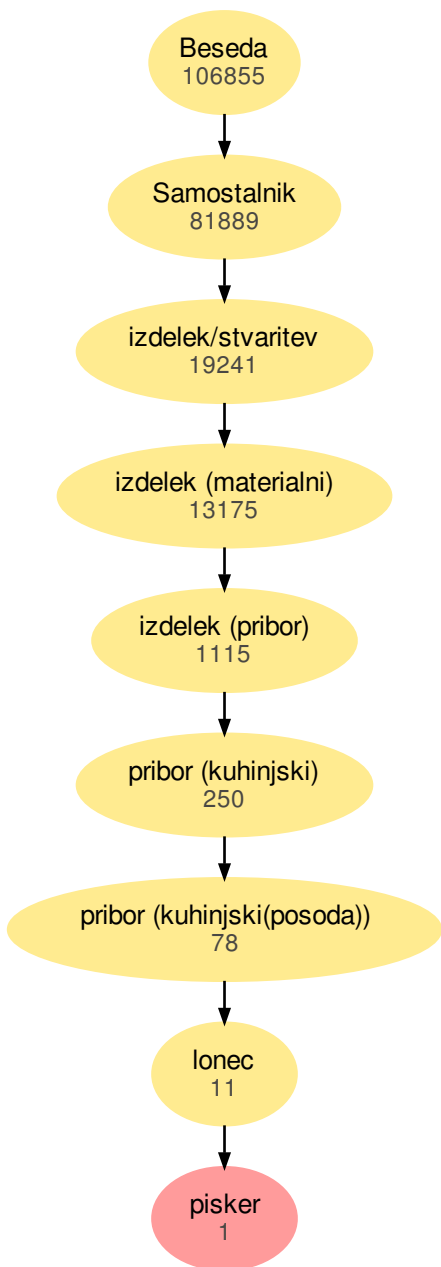 Beseda
106855
Samostalnik
81889
izdelek/stvaritev
19241
izdelek (materialni)
13175
izdelek (pribor)
1115
pribor (kuhinjski)
250
pribor (kuhinjski(posoda))
78
lonec
11
pisker
1